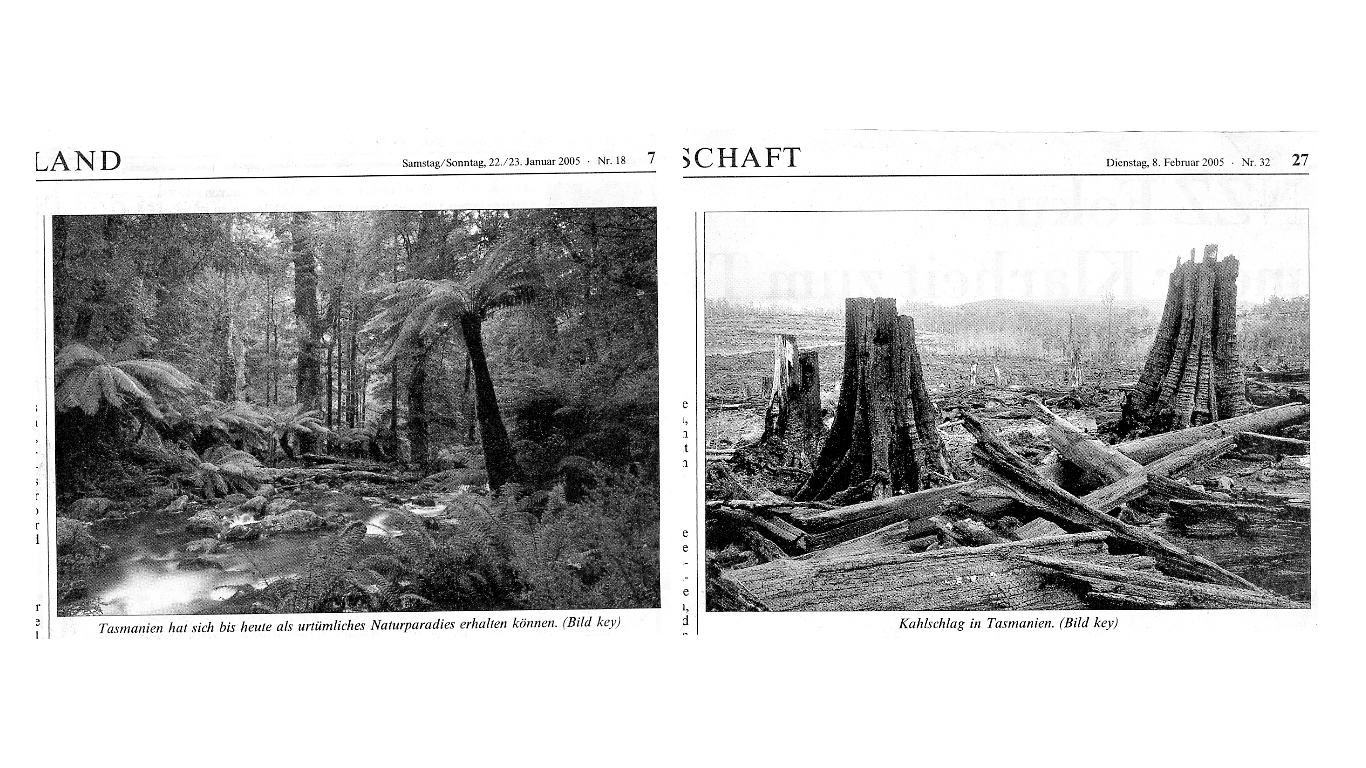 LAND
Samstag/Sonntag, 22./23. Januar 2005 · Nr. 18 7
Tasmanien hat sich bis heute als urtümliches Naturparadies erhalten können. (Bild key)
SCHAFT
Dienstag, 8. Februar 2005 · Nr. 32 27
Kahlschlag in Tasmanien. (Bild key)